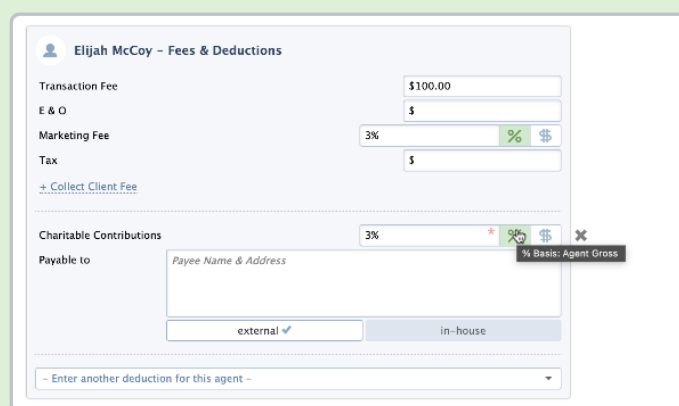 Elijah McCoy – Fees & Deductions
Transaction Fee $100.00
E & O $
Marketing Fee 3% % $
Tax $
+ Collect Client Fee
Charitable Contributions 3% * % $ ✖
% Basis: Agent Gross
Payable to Payee Name & Address
external ✔ in-house
– Enter another deduction for this agent –